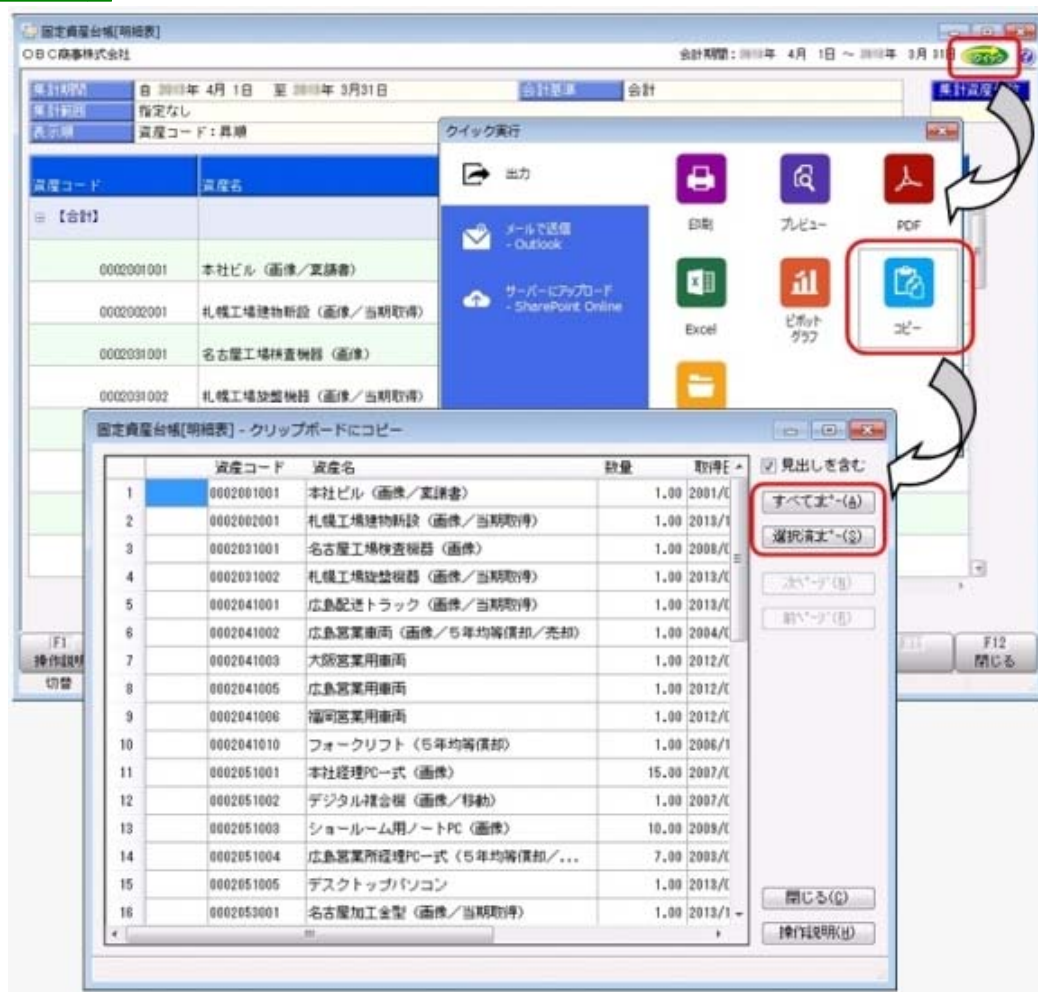 固定資産台帳[明細表]
OBC商事株式会社
会計期間: 年 4月 1日 ～ 年 3月 31日
クイック
集計期間 自 年 4月 1日 至 年 3月31日
会計基準 会計
集計範囲 指定なし
表示順 資産コード：昇順
資産コード 資産名
【合計】
0002001001 本社ビル（画像／稟議書）
0002002001 札幌工場建物新設（画像／当期取得）
0002031001 名古屋工場検査機器（画像）
0002031002 札幌工場旋盤機器（画像／当期取得）
クイック実行
出力
メールで送信
- Outlook
サーバーにアップロード
- SharePoint Online
印刷 プレビュー PDF
Excel ピボット
グラフ コピー
固定資産台帳[明細表] - クリップボードにコピー
資産コード 資産名 数量
1 0002001001 本社ビル（画像／稟議書） 1.00 2001/
2 0002002001 札幌工場建物新設（画像／当期取得） 1.00 2013/1
3 0002031001 名古屋工場検査機器（画像） 1.00 2008/
4 0002031002 札幌工場旋盤機器（画像／当期取得） 1.00 2013/
5 0002041001 広島配送トラック（画像／当期取得） 1.00 2013/
6 0002041002 広島営業車両（画像／5年均等償却／売却） 1.00 2004/
7 0002041003 大阪営業用車両 1.00 2012/
8 0002041005 広島営業用車両 1.00 2012/
9 0002041006 福岡営業用車両 1.00 2012/
10 0002041010 フォークリフト（5年均等償却） 1.00 2006/1
11 0002051001 本社経理PC一式（画像） 15.00 2007/
12 0002051002 デジタル複合機（画像／移動） 1.00 2007/
13 0002051003 ショールーム用ノートPC（画像） 10.00 2009/
14 0002051004 広島営業所経理PC一式（5年均等償却／... 7.00 2003/
15 0002051005 デスクトップパソコン 1.00 2013/
16 0002053001 名古屋加工金型（画像／当期取得） 1.00 2013/1
見出しを含む
すべてｺﾋﾟｰ(A)
選択済ｺﾋﾟｰ(S)
次ﾍﾟｰｼﾞ(N)
前ﾍﾟｰｼﾞ(R)
閉じる(C)
操作説明(H)
F1
操作説明
切替
F12
閉じる